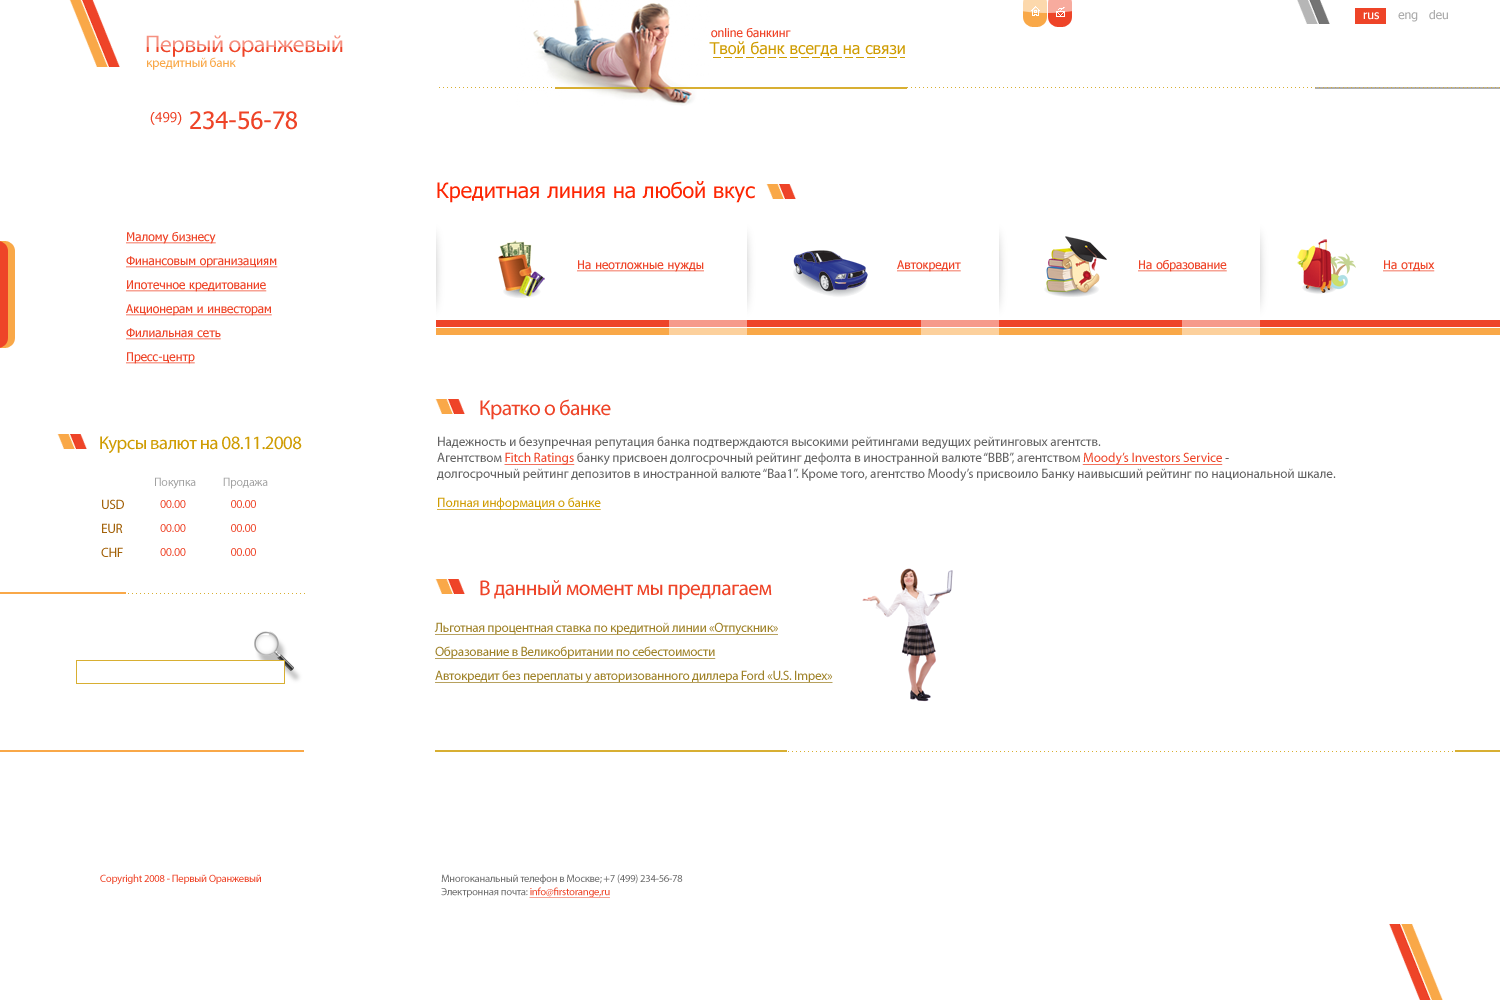 Первый оранжевый
кредитный банк
(499) 234-56-78
online банкинг
Твой банк всегда на связи
rus eng deu
Кредитная линия на любой вкус
На неотложные нужды
Автокредит
На образование
На отдых
Малому бизнесу
Финансовым организациям
Ипотечное кредитование
Акционерам и инвесторам
Филиальная сеть
Пресс-центр
Курсы валют на 08.11.2008
Покупка Продажа
USD 00.00 00.00
EUR 00.00 00.00
CHF 00.00 00.00
Кратко о банке
Надежность и безупречная репутация банка подтверждаются высокими рейтингами ведущих рейтинговых агентств.
Агентством Fitch Ratings банку присвоен долгосрочный рейтинг дефолта в иностранной валюте “BBB”, агентством Moody’s Investors Service -
долгосрочный рейтинг депозитов в иностранной валюте “Baa1”. Кроме того, агентство Moody’s присвоило Банку наивысший рейтинг по национальной шкале.
Полная информация о банке
В данный момент мы предлагаем
Льготная процентная ставка по кредитной линии «Отпускник»
Образование в Великобритании по себестоимости
Автокредит без переплаты у авторизованного диллера Ford «U.S. Impex»
Copyright 2008 - Первый Оранжевый
Многоканальный телефон в Москве; +7 (499) 234-56-78
Электронная почта: info@firstorange,ru